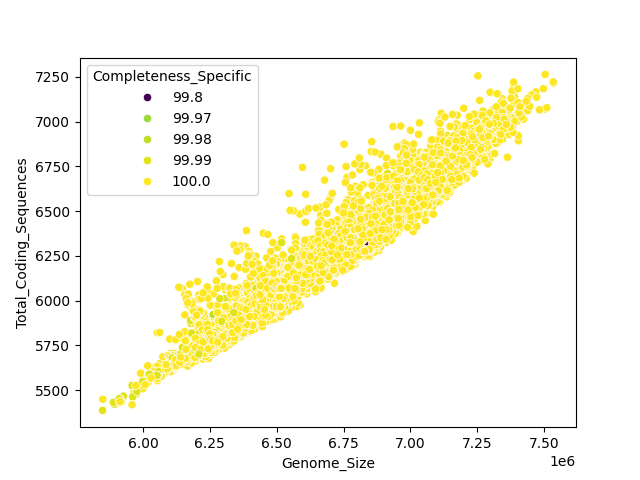 Completeness_Specific
99.8
99.97
99.98
99.99
100.0
7250
7000
6750
6500
6250
6000
5750
5500
Total_Coding_Sequences
6.00 6.25 6.50 6.75 7.00 7.25 7.50
1e6
Genome_Size